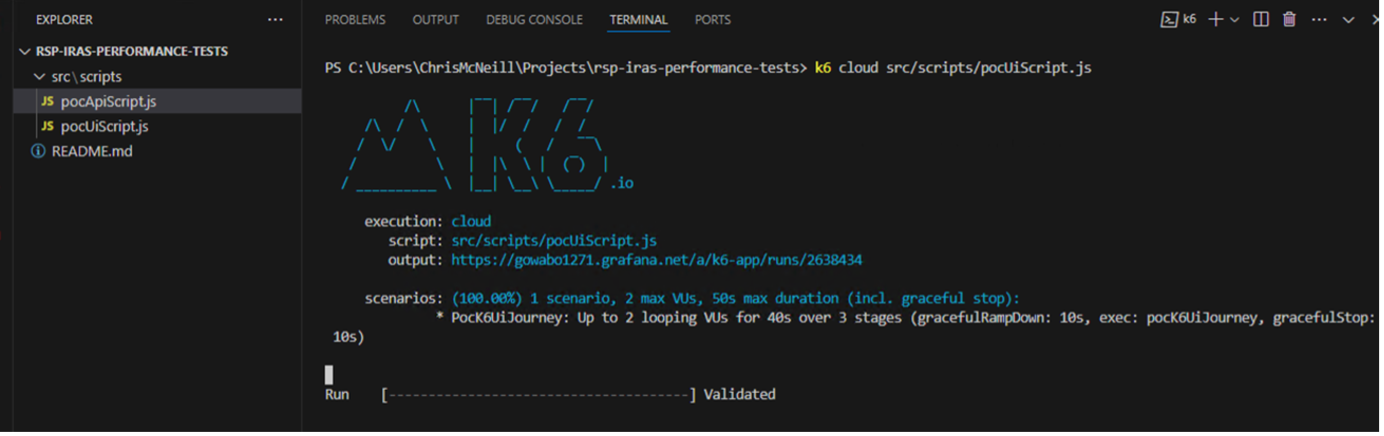 EXPLORER
...
RSP-IRAS-PERFORMANCE-TESTS
src\scripts
JS pocApiScript.js
JS pocUiScript.js
README.md
PROBLEMS OUTPUT DEBUG CONSOLE TERMINAL PORTS
k6
PS C:\Users\ChrisMcNeill\Projects\rsp-iras-performance-tests> k6 cloud src/scripts/pocUiScript.js
K6
.io
execution: cloud
script: src/scripts/pocUiScript.js
output: https://gowabo1271.grafana.net/a/k6-app/runs/2638434
scenarios: (100.00%) 1 scenario, 2 max VUs, 50s max duration (incl. graceful stop):
* PocK6UiJourney: Up to 2 looping VUs for 40s over 3 stages (gracefulRampDown: 10s, exec: pocK6UiJourney, gracefulStop:
10s)
Run [--------------------------------------] Validated